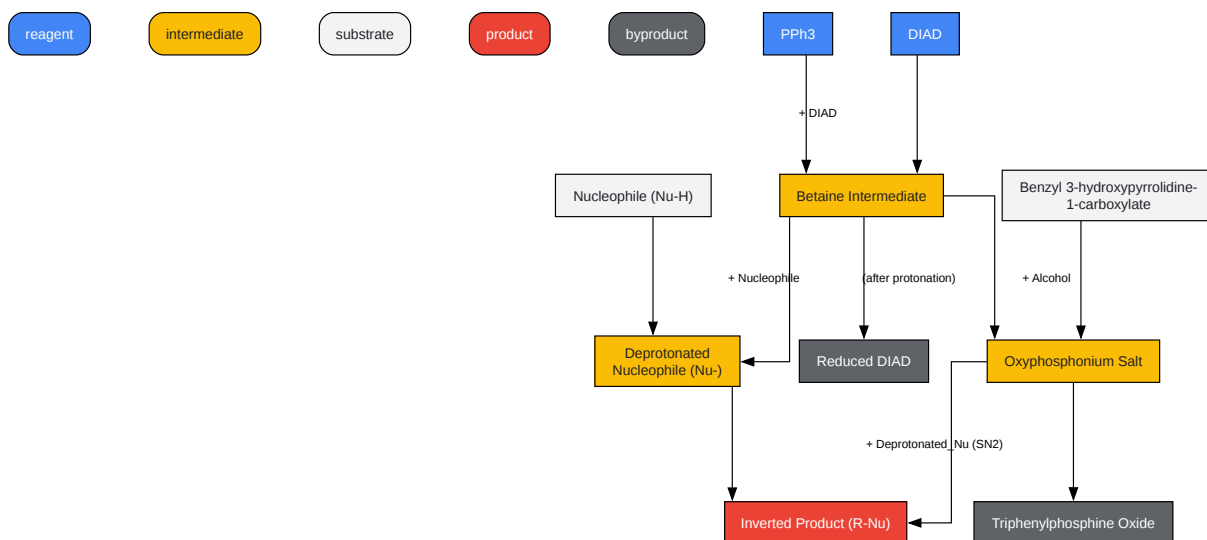 reagent
intermediate
substrate
product
byproduct
PPh3
DIAD
+ DIAD
Nucleophile (Nu-H)
Betaine Intermediate
Benzyl 3-hydroxypyrrolidine-
1-carboxylate
+ Nucleophile
(after protonation)
+ Alcohol
Deprotonated
Nucleophile (Nu-)
Reduced DIAD
Oxyphosphonium Salt
+ Deprotonated_Nu (SN2)
Inverted Product (R-Nu)
Triphenylphosphine Oxide